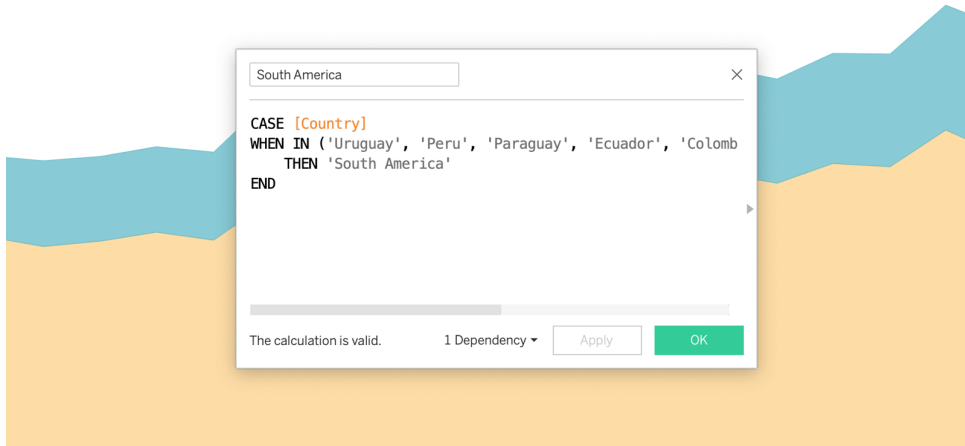 South America
CASE [Country]
WHEN IN ('Uruguay', 'Peru', 'Paraguay', 'Ecuador', 'Colomb
THEN 'South America'
END
The calculation is valid.
1 Dependency
Apply
OK